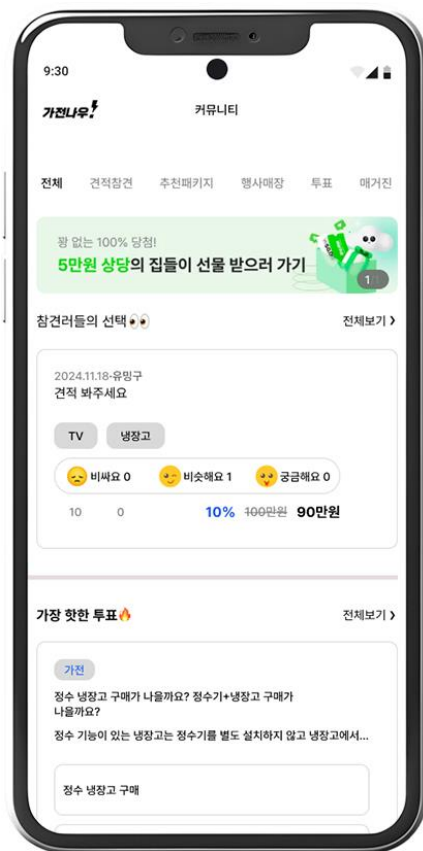 9:30
가전나우!
커뮤니티
전체 견적참견 추천패키지 행사매장 투표 매거진
꽝 없는 100% 당첨!
5만원 상당의 집들이 선물 받으러 가기
참견러들의 선택👀 전체보기 >
2024.11.18·유밍구
견적 봐주세요
TV 냉장고
비싸요 0 비슷해요 1 궁금해요 0
10 0 10% 100만원 90만원
가장 핫한 투표🔥 전체보기 >
가전
정수 냉장고 구매가 나을까요? 정수기+냉장고 구매가
나을까요?
정수 기능이 있는 냉장고는 정수기를 별도 설치하지 않고 냉장고에서...
정수 냉장고 구매